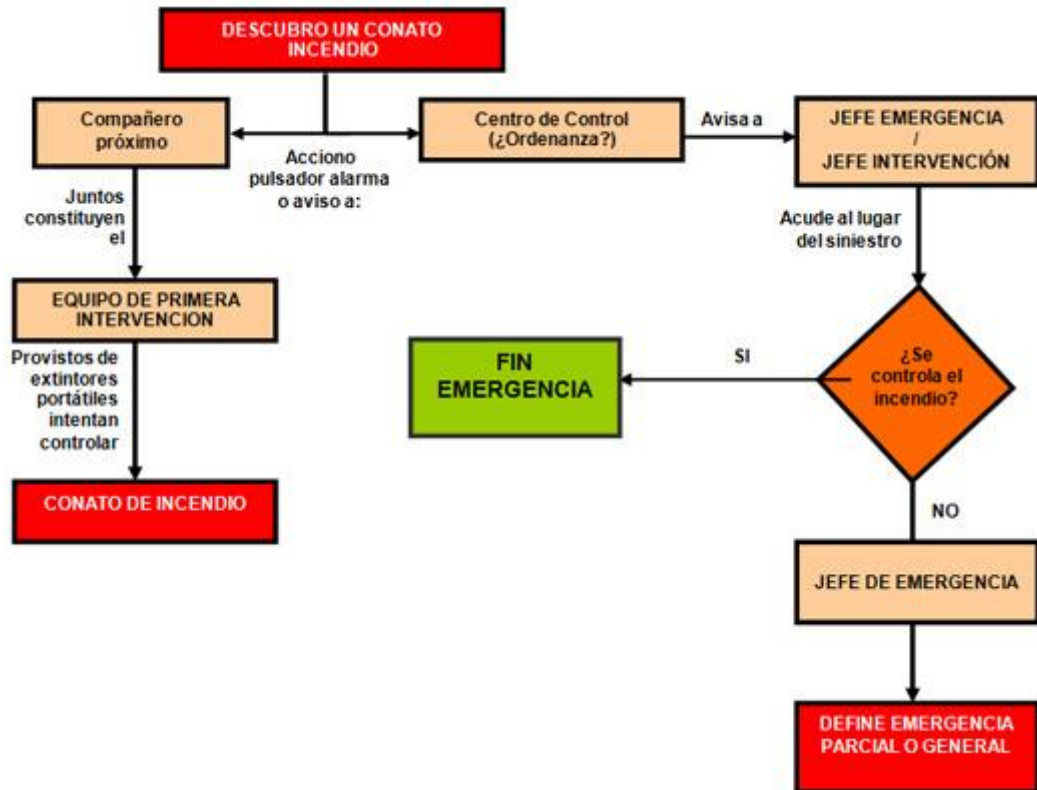 DESCUBRO UN CONATO
INCENDIO
Compañero
próximo
Acciono
pulsador alarma
o aviso a:
Centro de Control
(¿Ordenanza?)
Avisa a
JEFE EMERGENCIA
/
JEFE INTERVENCIÓN
Juntos
constituyen
el
Acude al lugar
del siniestro
EQUIPO DE PRIMERA
INTERVENCION
Provistos de
extintores
portátiles
intentan
controlar
CONATO DE INCENDIO
¿Se
controla el
incendio?
SI
FIN
EMERGENCIA
NO
JEFE DE EMERGENCIA
DEFINE EMERGENCIA
PARCIAL O GENERAL